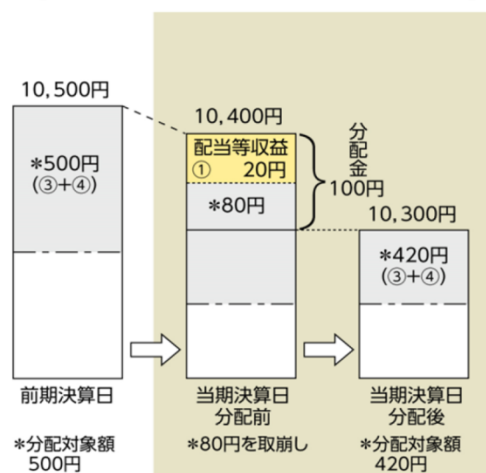 10,500円
*500円
(③+④)
前期決算日
*分配対象額
500円
10,400円
配当等収益
① 20円
*80円
分配金
100円
当期決算日
分配前
*80円を取崩し
10,300円
*420円
(③+④)
当期決算日
分配後
*分配対象額
420円